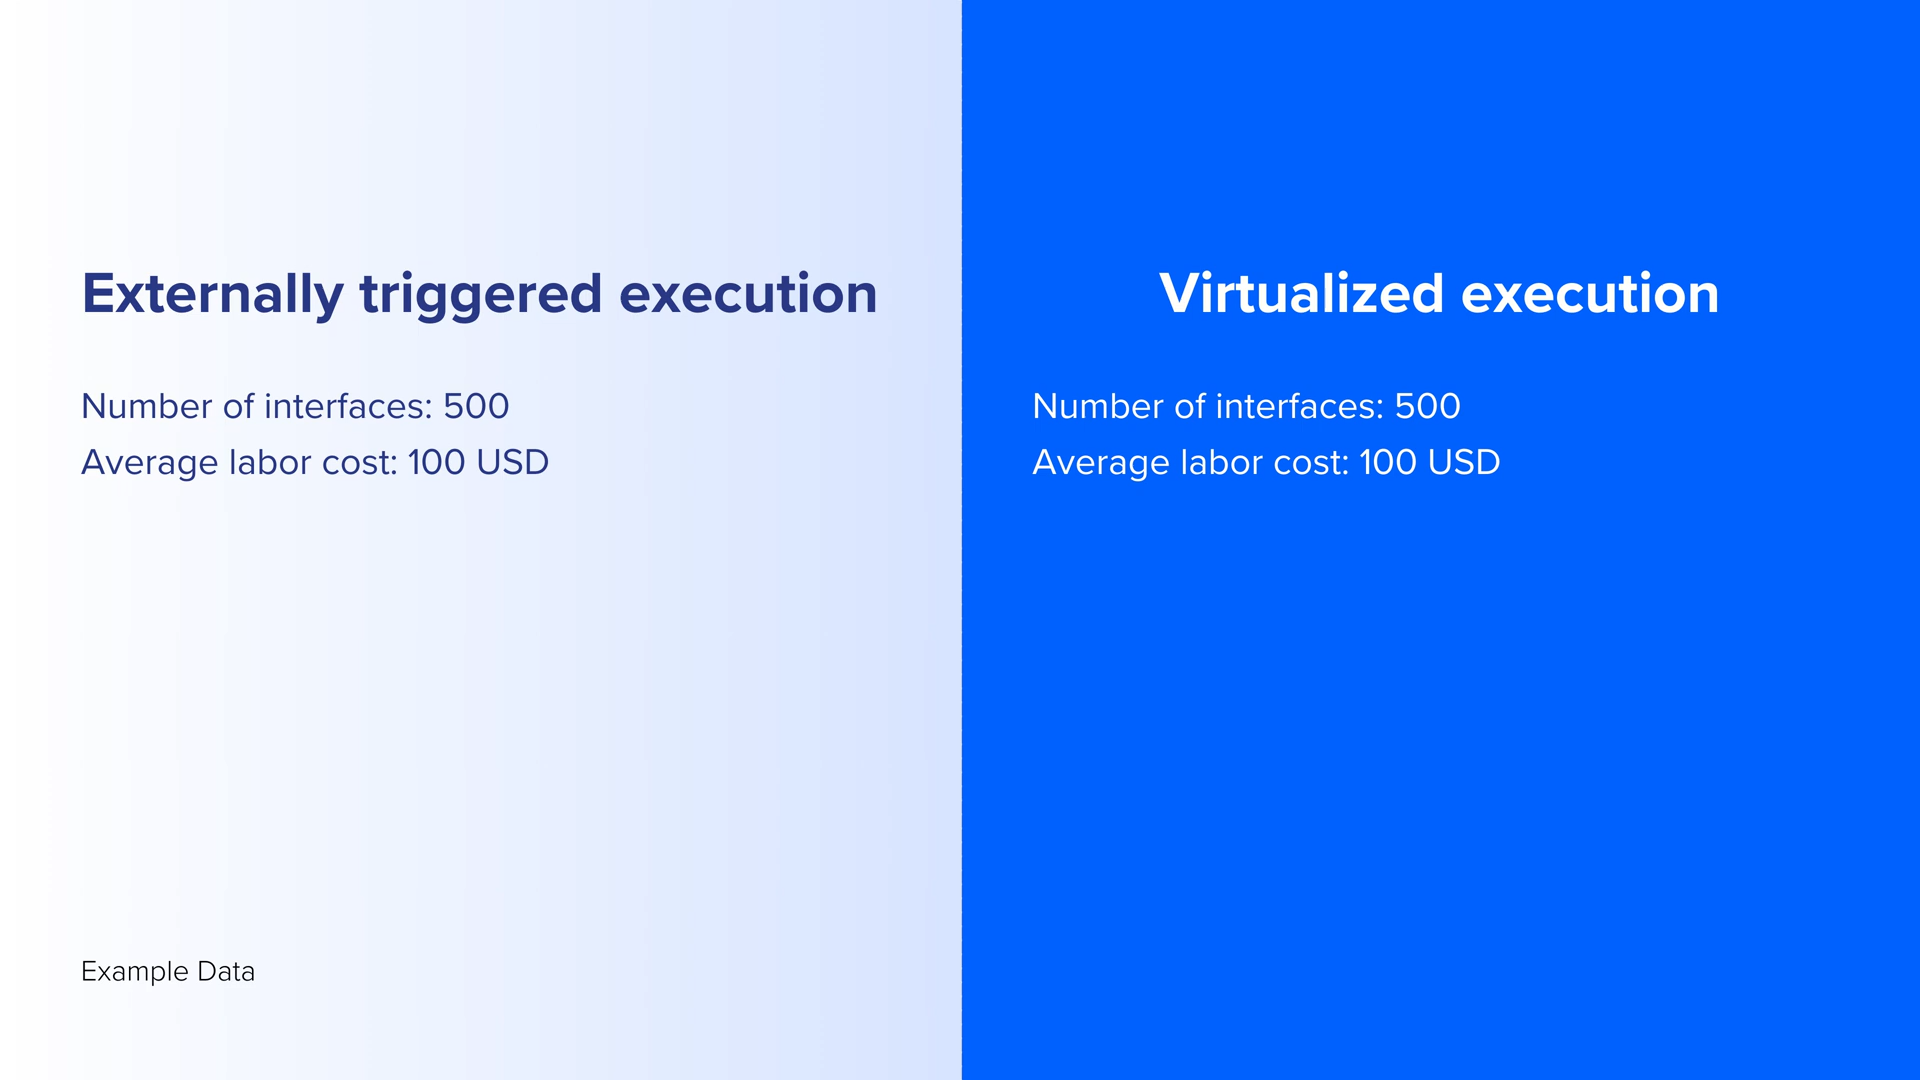 Externally triggered execution
Number of interfaces: 500
Average labor cost: 100 USD
Example Data
Virtualized execution
Number of interfaces: 500
Average labor cost: 100 USD